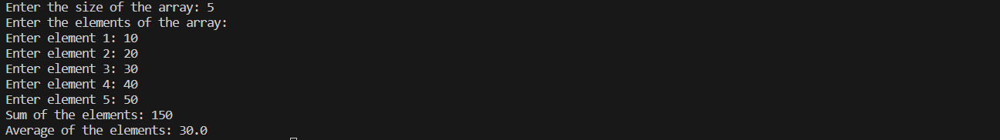 Enter the size of the array: 5
Enter the elements of the array:
Enter element 1: 10
Enter element 2: 20
Enter element 3: 30
Enter element 4: 40
Enter element 5: 50
Sum of the elements: 150
Average of the elements: 30.0